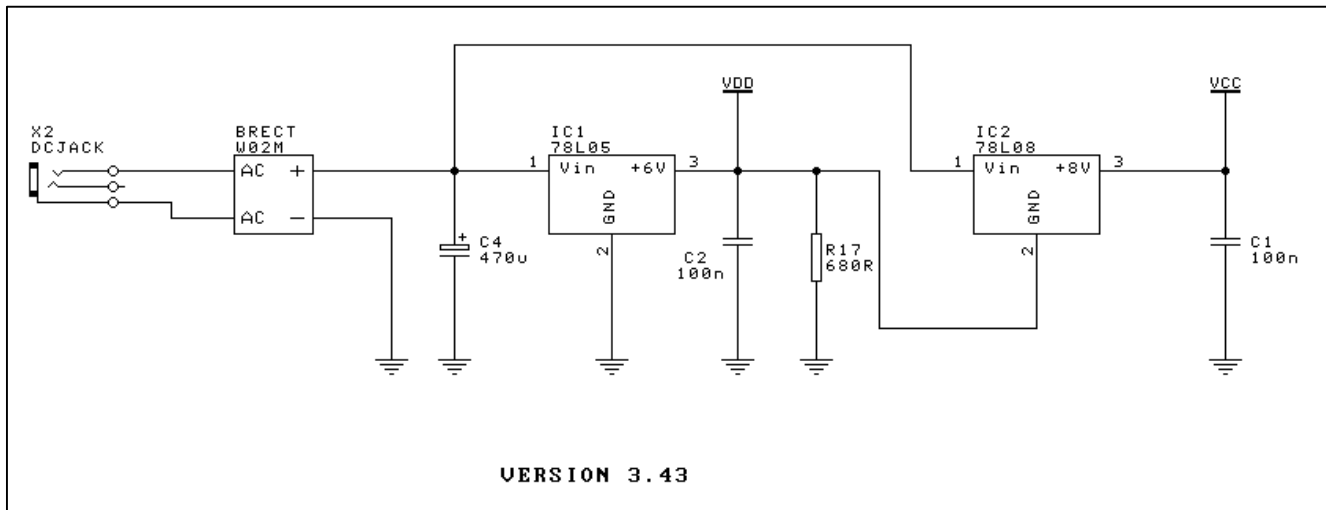 VDD
VCC
X2
DCJACK
BRECT
W02M
IC1
78L05
IC2
78L08
AC +
AC −
1
Vin +6V
GND
3
2
1
Vin +8V
GND
3
2
+
C4
470u
C2
100n
R17
680R
C1
100n
VERSION 3.43